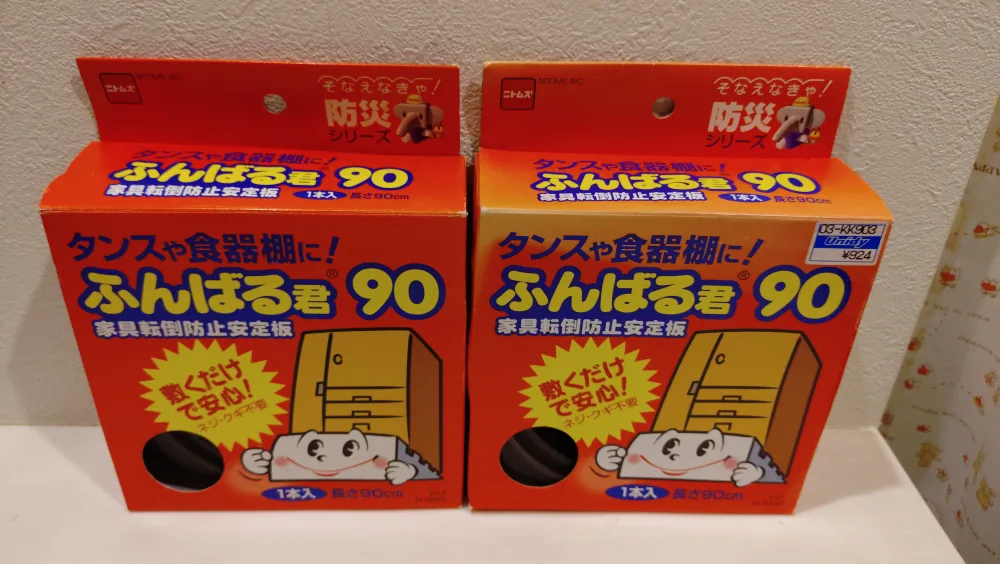 ニトムズ
NITOMS, INC.
そなえなきゃ!
防災
シリーズ
タンスや食器棚に!
ふんばる君 90
家具転倒防止安定板
1本入 長さ90cm
タンスや食器棚に!
ふんばる君® 90
家具転倒防止安定板
敷くだけ
で安心!
ネジ・クギ不要
1本入 長さ90cm
ニトムズ
NITOMS, INC.
そなえなきゃ!
防災
シリーズ
タンスや食器棚に!
ふんばる君 90
家具転倒防止安定板
1本入 長さ90cm
03-KK903
Unidy
¥924
タンスや食器棚に!
ふんばる君® 90
家具転倒防止安定板
敷くだけ
で安心!
ネジ・クギ不要
1本入 長さ90cm